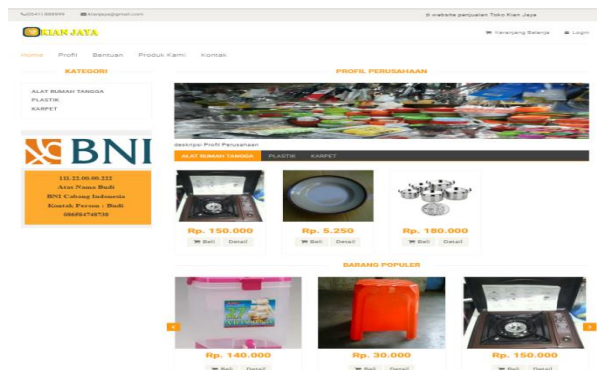 kianjaya@gmail.com
website penjualan Toko Kian Jaya
KIAN JAYA
Keranjang Belanja Login
Home Profil Bantuan Produk Kami Kontak
KATEGORI
ALAT RUMAH TANGGA
PLASTIK
KARPET
BNI
111.22.00.00.222
Atas Nama Budi
BNI Cabang Indonesia
Kontak Person : Budi
PROFIL PERUSAHAAN
deskripsi Profil Perusahaan
ALAT RUMAH TANGGA PLASTIK KARPET
Rp. 150.000 Rp. 5.250 Rp. 180.000
Beli Detail Beli Detail Beli Detail
BARANG POPULER
Rp. 140.000 Rp. 30.000 Rp. 150.000
Beli Detail Beli Detail Beli Detail